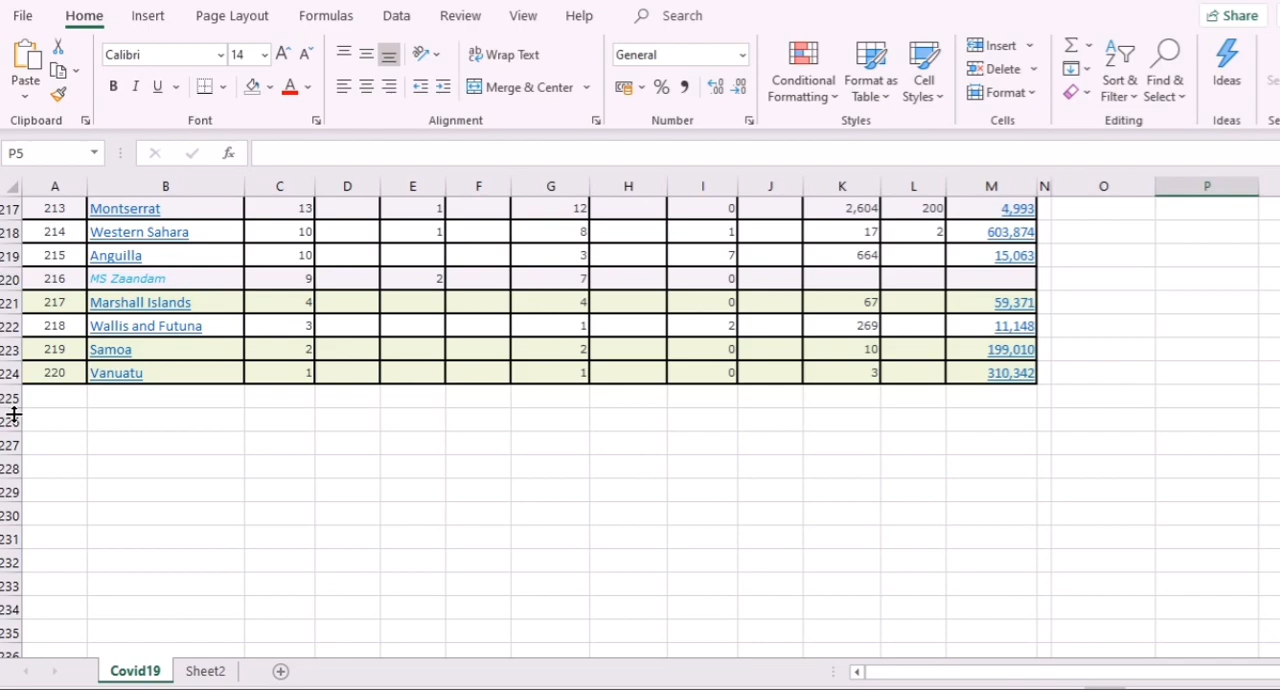 File Home Insert Page Layout Formulas Data Review View Help Search Share
Paste
Clipboard
Calibri 14 A A
B I U A
Font
Wrap Text
Merge & Center
Alignment
General
% 9
Number
Conditional Formatting
Format as Table
Cell Styles
Styles
Insert
Delete
Format
Cells
Sort & Filter
Find & Select
Editing
Ideas
Ideas
P5 fx
A B C D E F G H I J K L M N O P
217 213 Montserrat 13 1 12 0 2,604 200 4,993
218 214 Western Sahara 10 1 8 1 17 2 603,874
219 215 Anguilla 10 3 7 664 15,063
220 216 MS Zaandam 9 2 7 0
221 217 Marshall Islands 4 4 0 67 59,371
222 218 Wallis and Futuna 3 1 2 269 11,148
223 219 Samoa 2 2 0 10 199,010
224 220 Vanuatu 1 1 0 3 310,342
225
226
227
228
229
230
231
232
233
234
235
236
Covid19 Sheet2